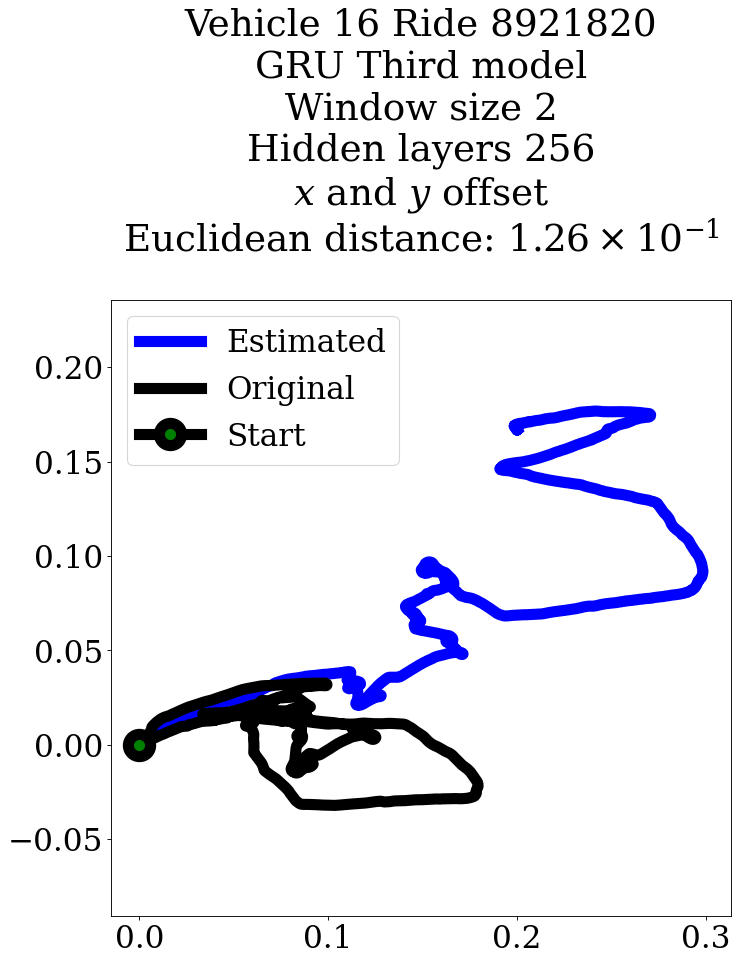 Vehicle 16 Ride 8921820
GRU Third model
Window size 2
Hidden layers 256
x and y offset
Euclidean distance: 1.26 × 10⁻¹
Estimated
Original
Start
0.20
0.15
0.10
0.05
0.00
−0.05
0.0 0.1 0.2 0.3